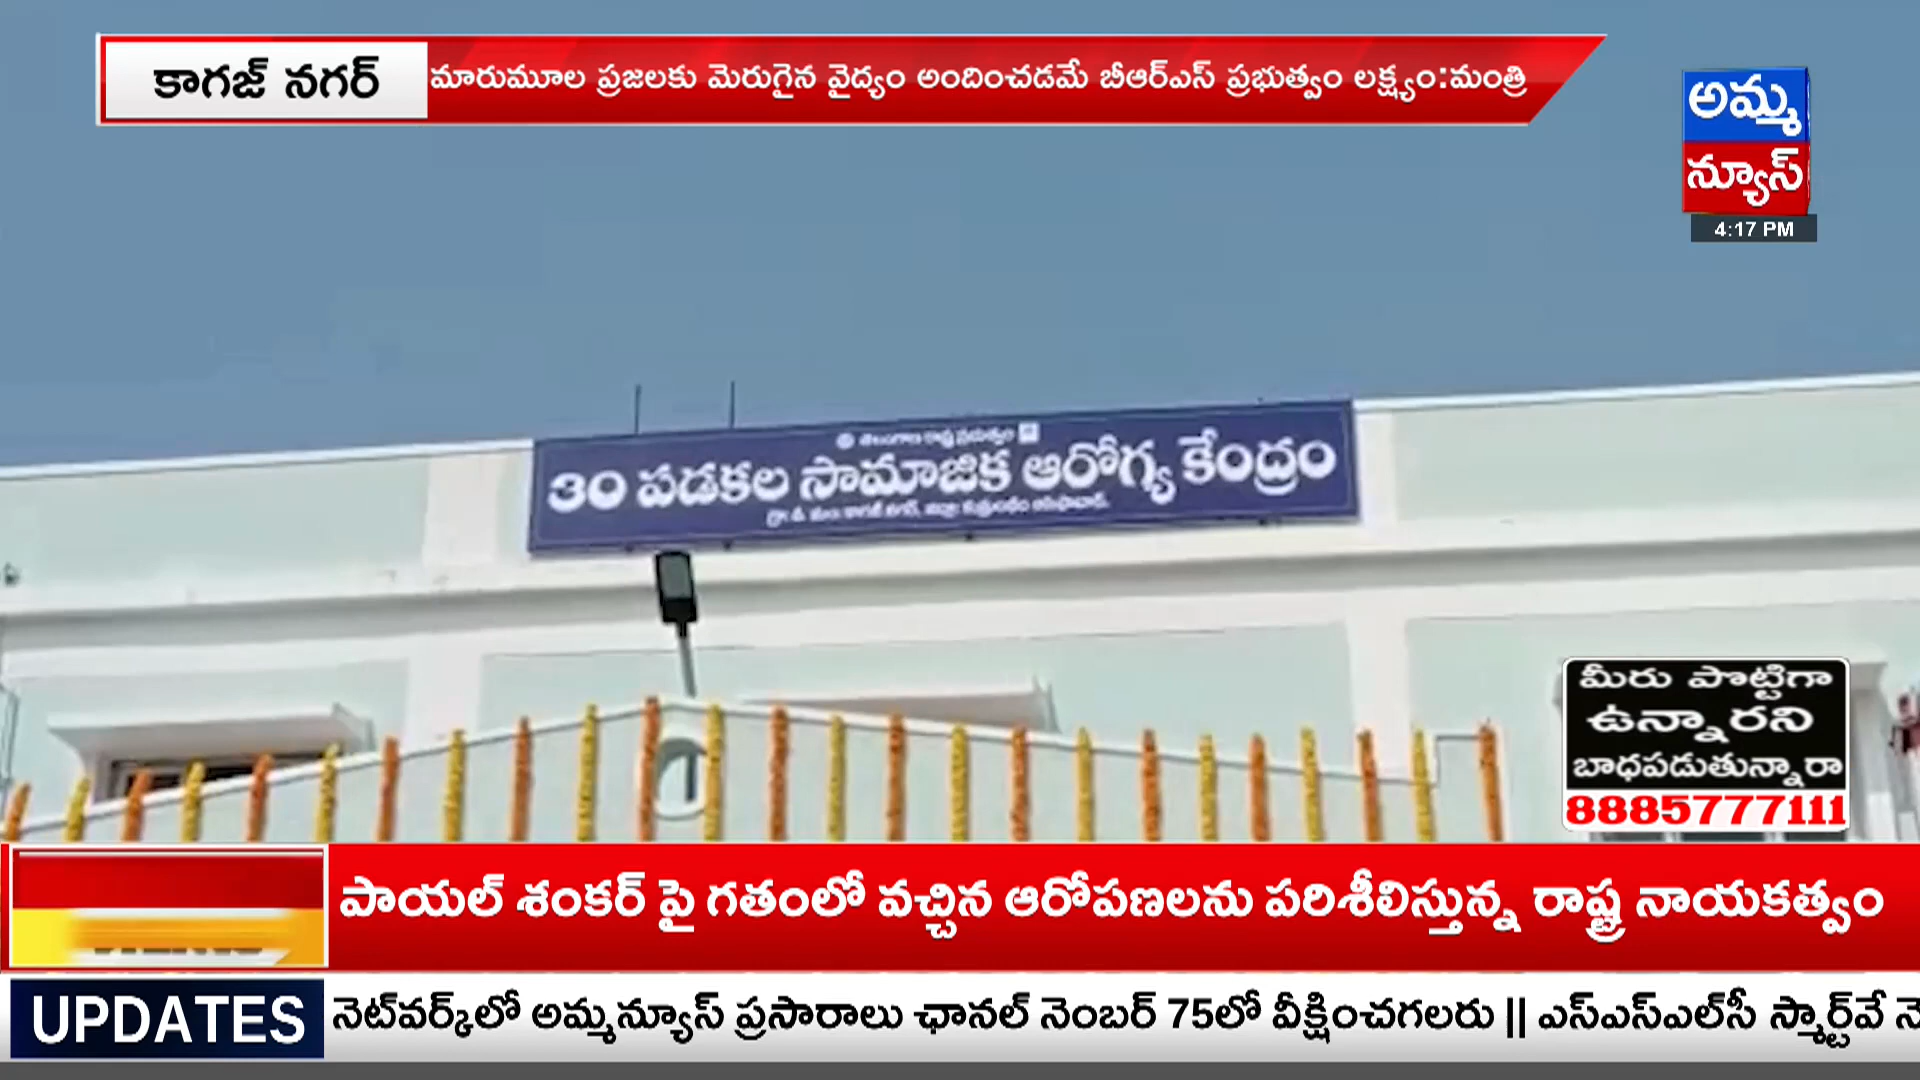 కాగజ్ నగర్
మారుమూల ప్రజలకు మెరుగైన వైద్యం అందించడమే బీఆర్ఎస్ ప్రభుత్వం లక్ష్యం:మంత్రి
అమ్మ
న్యూస్
4:17 PM
తెలంగాణ రాష్ట్ర ప్రభుత్వం
30 పడకల సామాజిక ఆరోగ్య కేంద్రం
మీరు పొట్టిగా
ఉన్నారని
బాధపడుతున్నారా
8885777111
పాయల్ శంకర్ పై గతంలో వచ్చిన ఆరోపణలను పరిశీలిస్తున్న రాష్ట్ర నాయకత్వం
UPDATES
నెట్‌వర్క్‌లో అమ్మన్యూస్ ప్రసారాలు ఛానల్ నెంబర్ 75లో వీక్షించగలరు || ఎస్ఎస్ఎల్‌సీ స్మార్ట్‌వే నె